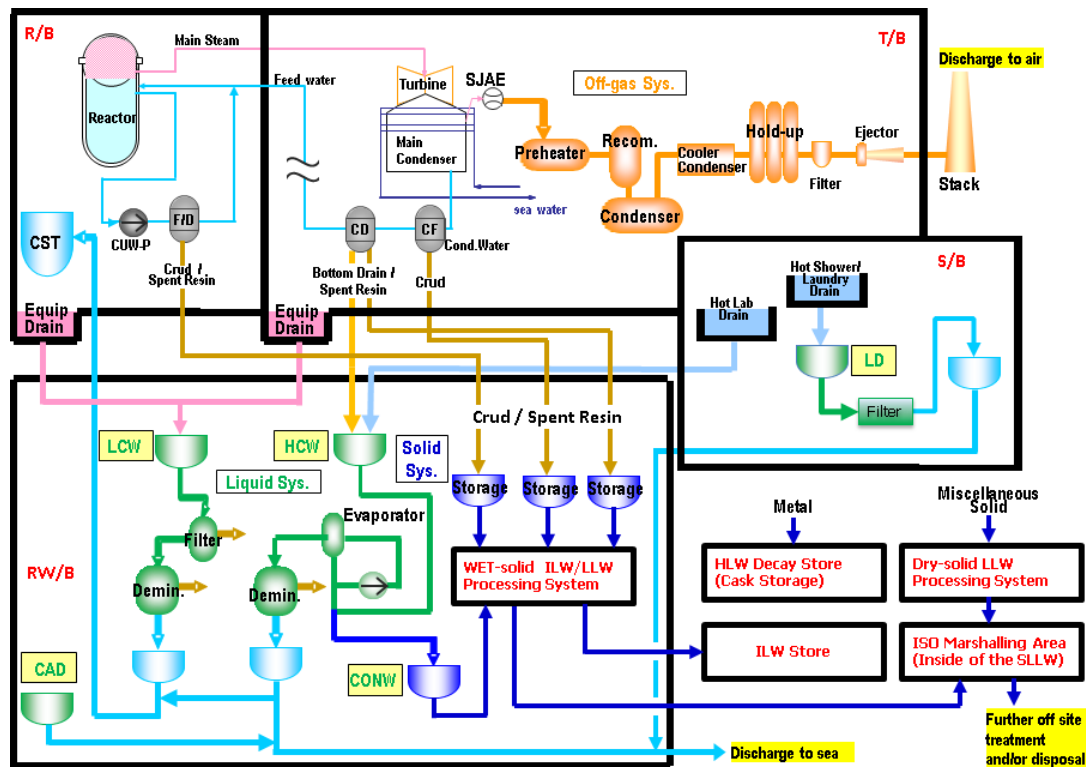 R/B
Main Steam
Reactor
Feed water
CST
CUW-P
F/D
Crud /
Spent Resin
Equip
Drain
T/B
Turbine
SJAE
Off-gas Sys.
Main
Condenser
sea water
Preheater
Recom.
Condenser
Cooler
Condenser
Hold-up
Filter
Ejector
Discharge to air
Stack
CD
CF
Cond.Water
Bottom Drain /
Spent Resin
Crud
Equip
Drain
S/B
Hot Lab
Drain
Hot Shower/
Laundry
Drain
LD
Filter
RW/B
LCW
Liquid Sys.
HCW
Solid
Sys.
Crud / Spent Resin
Storage
Storage
Storage
Filter
Demin.
Evaporator
Demin.
WET-solid ILW/LLW
Processing System
CAD
CONW
Metal
HLW Decay Store
(Cask Storage)
ILW Store
Miscellaneous
Solid
Dry-solid LLW
Processing System
ISO Marshalling Area
(Inside of the SLLW)
Discharge to sea
Further off site
treatment
and/or disposal